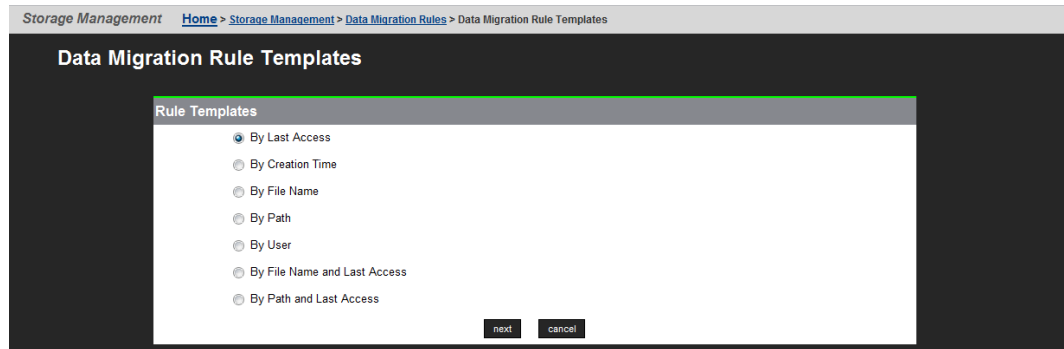 Storage Management Home > Storage Management > Data Migration Rules > Data Migration Rule Templates
Data Migration Rule Templates
Rule Templates
By Last Access
By Creation Time
By File Name
By Path
By User
By File Name and Last Access
By Path and Last Access
next cancel